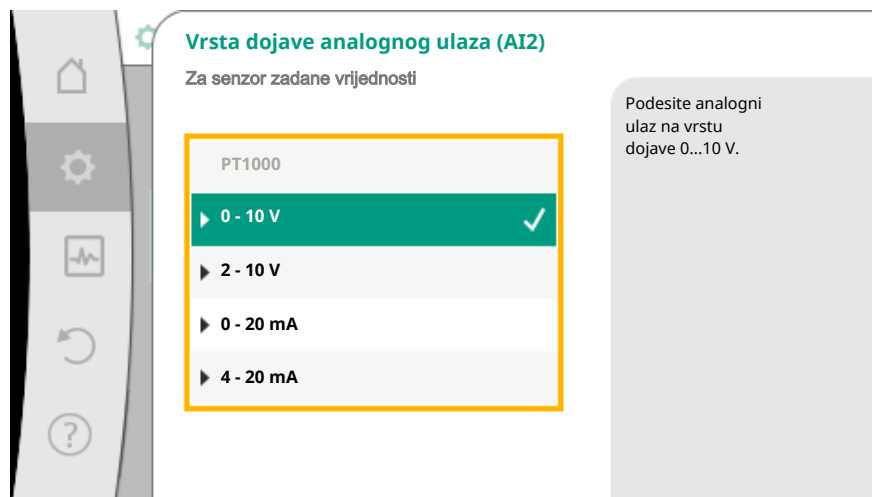 Vrsta dojave analognog ulaza (AI2)
Za senzor zadane vrijednosti
PT1000
0 - 10 V
2 - 10 V
0 - 20 mA
4 - 20 mA
Podesite analogni
ulaz na vrstu
dojave 0...10 V.
?